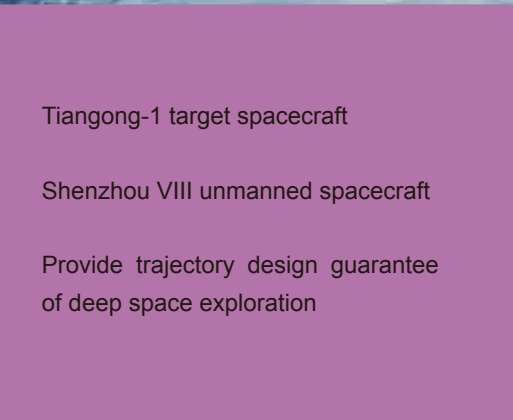 Tiangong-1 target spacecraft
Shenzhou VIII unmanned spacecraft
Provide trajectory design guarantee
of deep space exploration